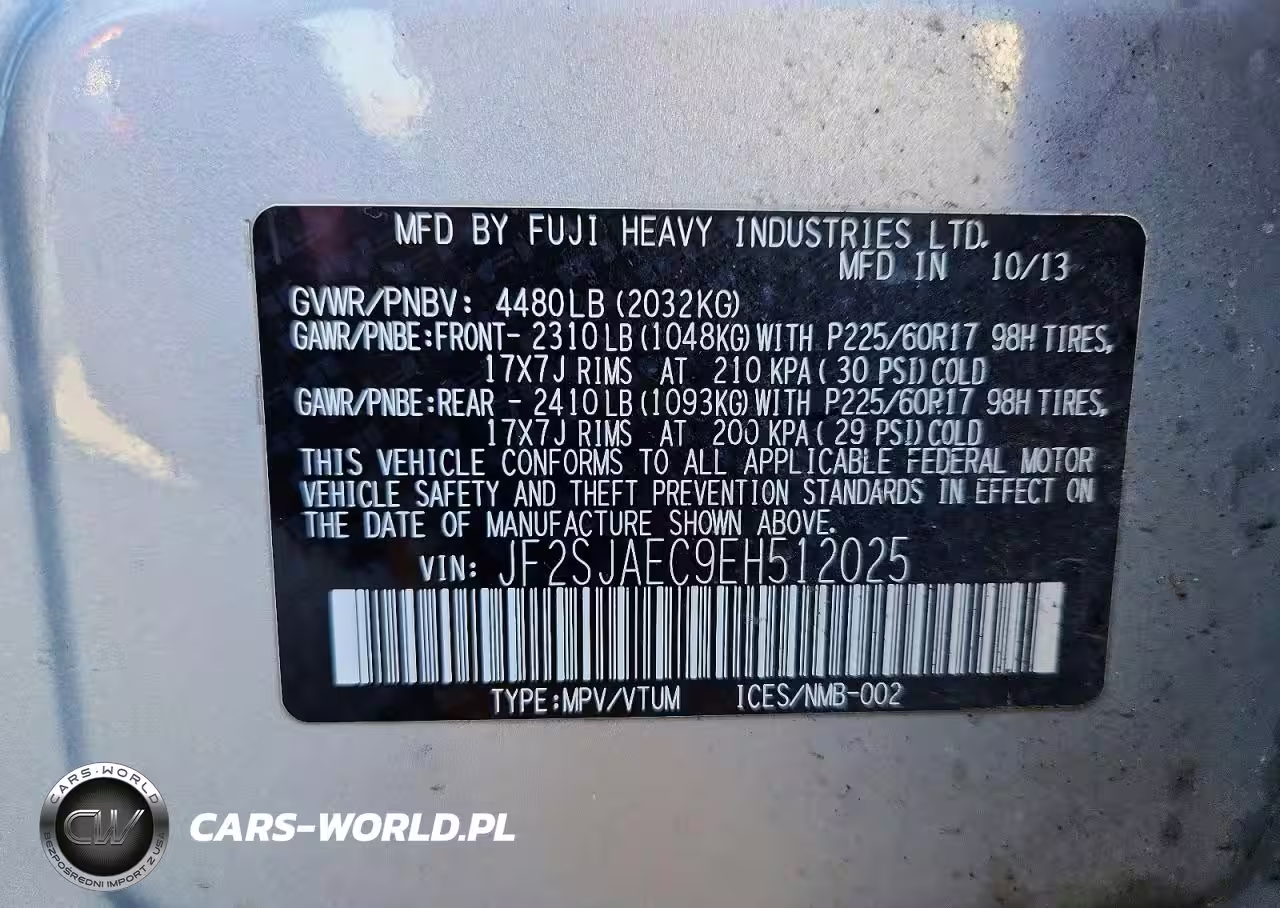 MFD BY FUJI HEAVY INDUSTRIES LTD.
MFD IN 10/13
GVWR/PNBV: 4480LB (2032KG)
GAWR/PNBE:FRONT- 2310LB (1048KG) WITH P225/60R17 98H TIRES,
17X7J RIMS AT 210 KPA ( 30 PSI) COLD
GAWR/PNBE:REAR - 2410LB (1093KG) WITH P225/60R17 98H TIRES,
17X7J RIMS AT 200 KPA ( 29 PSI) COLD
THIS VEHICLE CONFORMS TO ALL APPLICABLE FEDERAL MOTOR
VEHICLE SAFETY AND THEFT PREVENTION STANDARDS IN EFFECT ON
THE DATE OF MANUFACTURE SHOWN ABOVE.
VIN: JF2SJAEC9EH512025
TYPE:MPV/VTUM ICES/NMB-002
CARS-WORLD
CW
BEZPOŚREDNI IMPORT Z USA
CARS-WORLD.PL